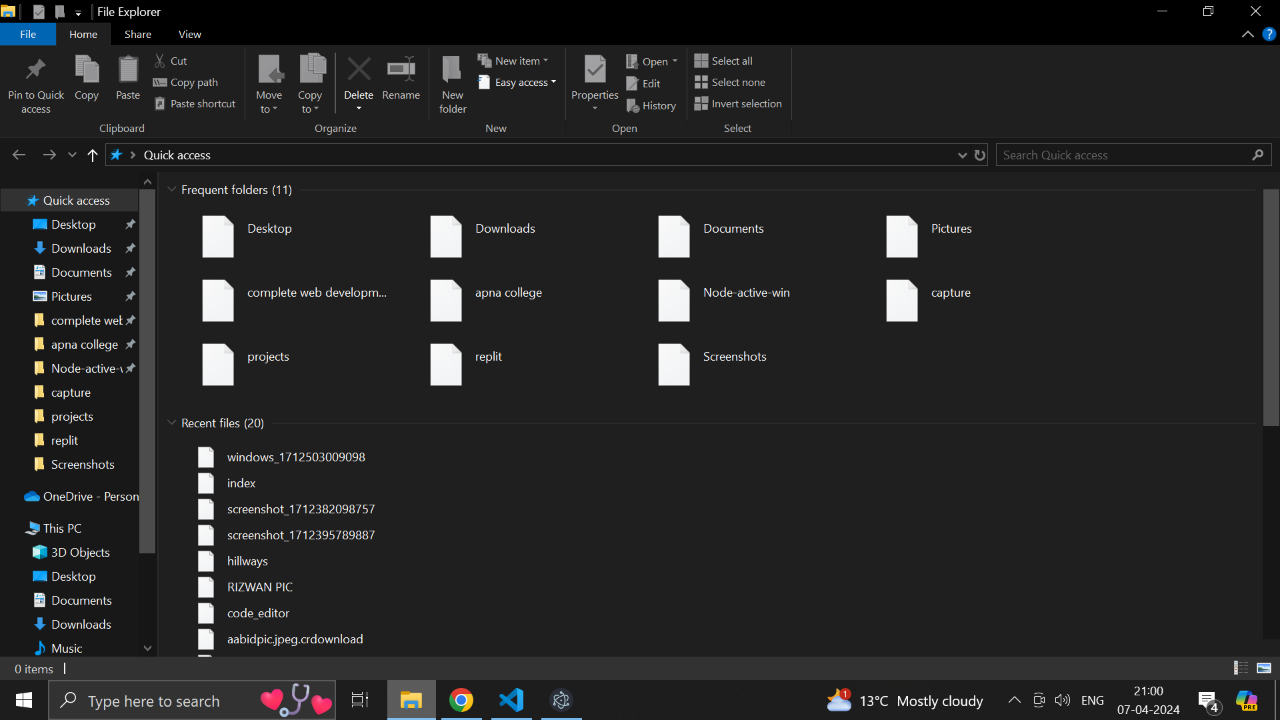 File Explorer
File Home Share View
Pin to Quick access
Copy
Paste
Cut
Copy path
Paste shortcut
Clipboard
Move to
Copy to
Delete
Rename
Organize
New folder
New item
Easy access
New
Properties
Open
Edit
History
Open
Select all
Select none
Invert selection
Select
Quick access
Search Quick access
Quick access
Desktop
Downloads
Documents
Pictures
complete web
apna college
Node-active-
capture
projects
replit
Screenshots
OneDrive - Person
This PC
3D Objects
Desktop
Documents
Downloads
Music
Frequent folders (11)
Desktop Downloads Documents Pictures
complete web developm... apna college Node-active-win capture
projects replit Screenshots
Recent files (20)
windows_1712503009098
index
screenshot_1712382098757
screenshot_1712395789887
hillways
RIZWAN PIC
code_editor
aabidpic.jpeg.crdownload
0 items
Type here to search
1
13°C Mostly cloudy
ENG
21:00
07-04-2024
4
PRE